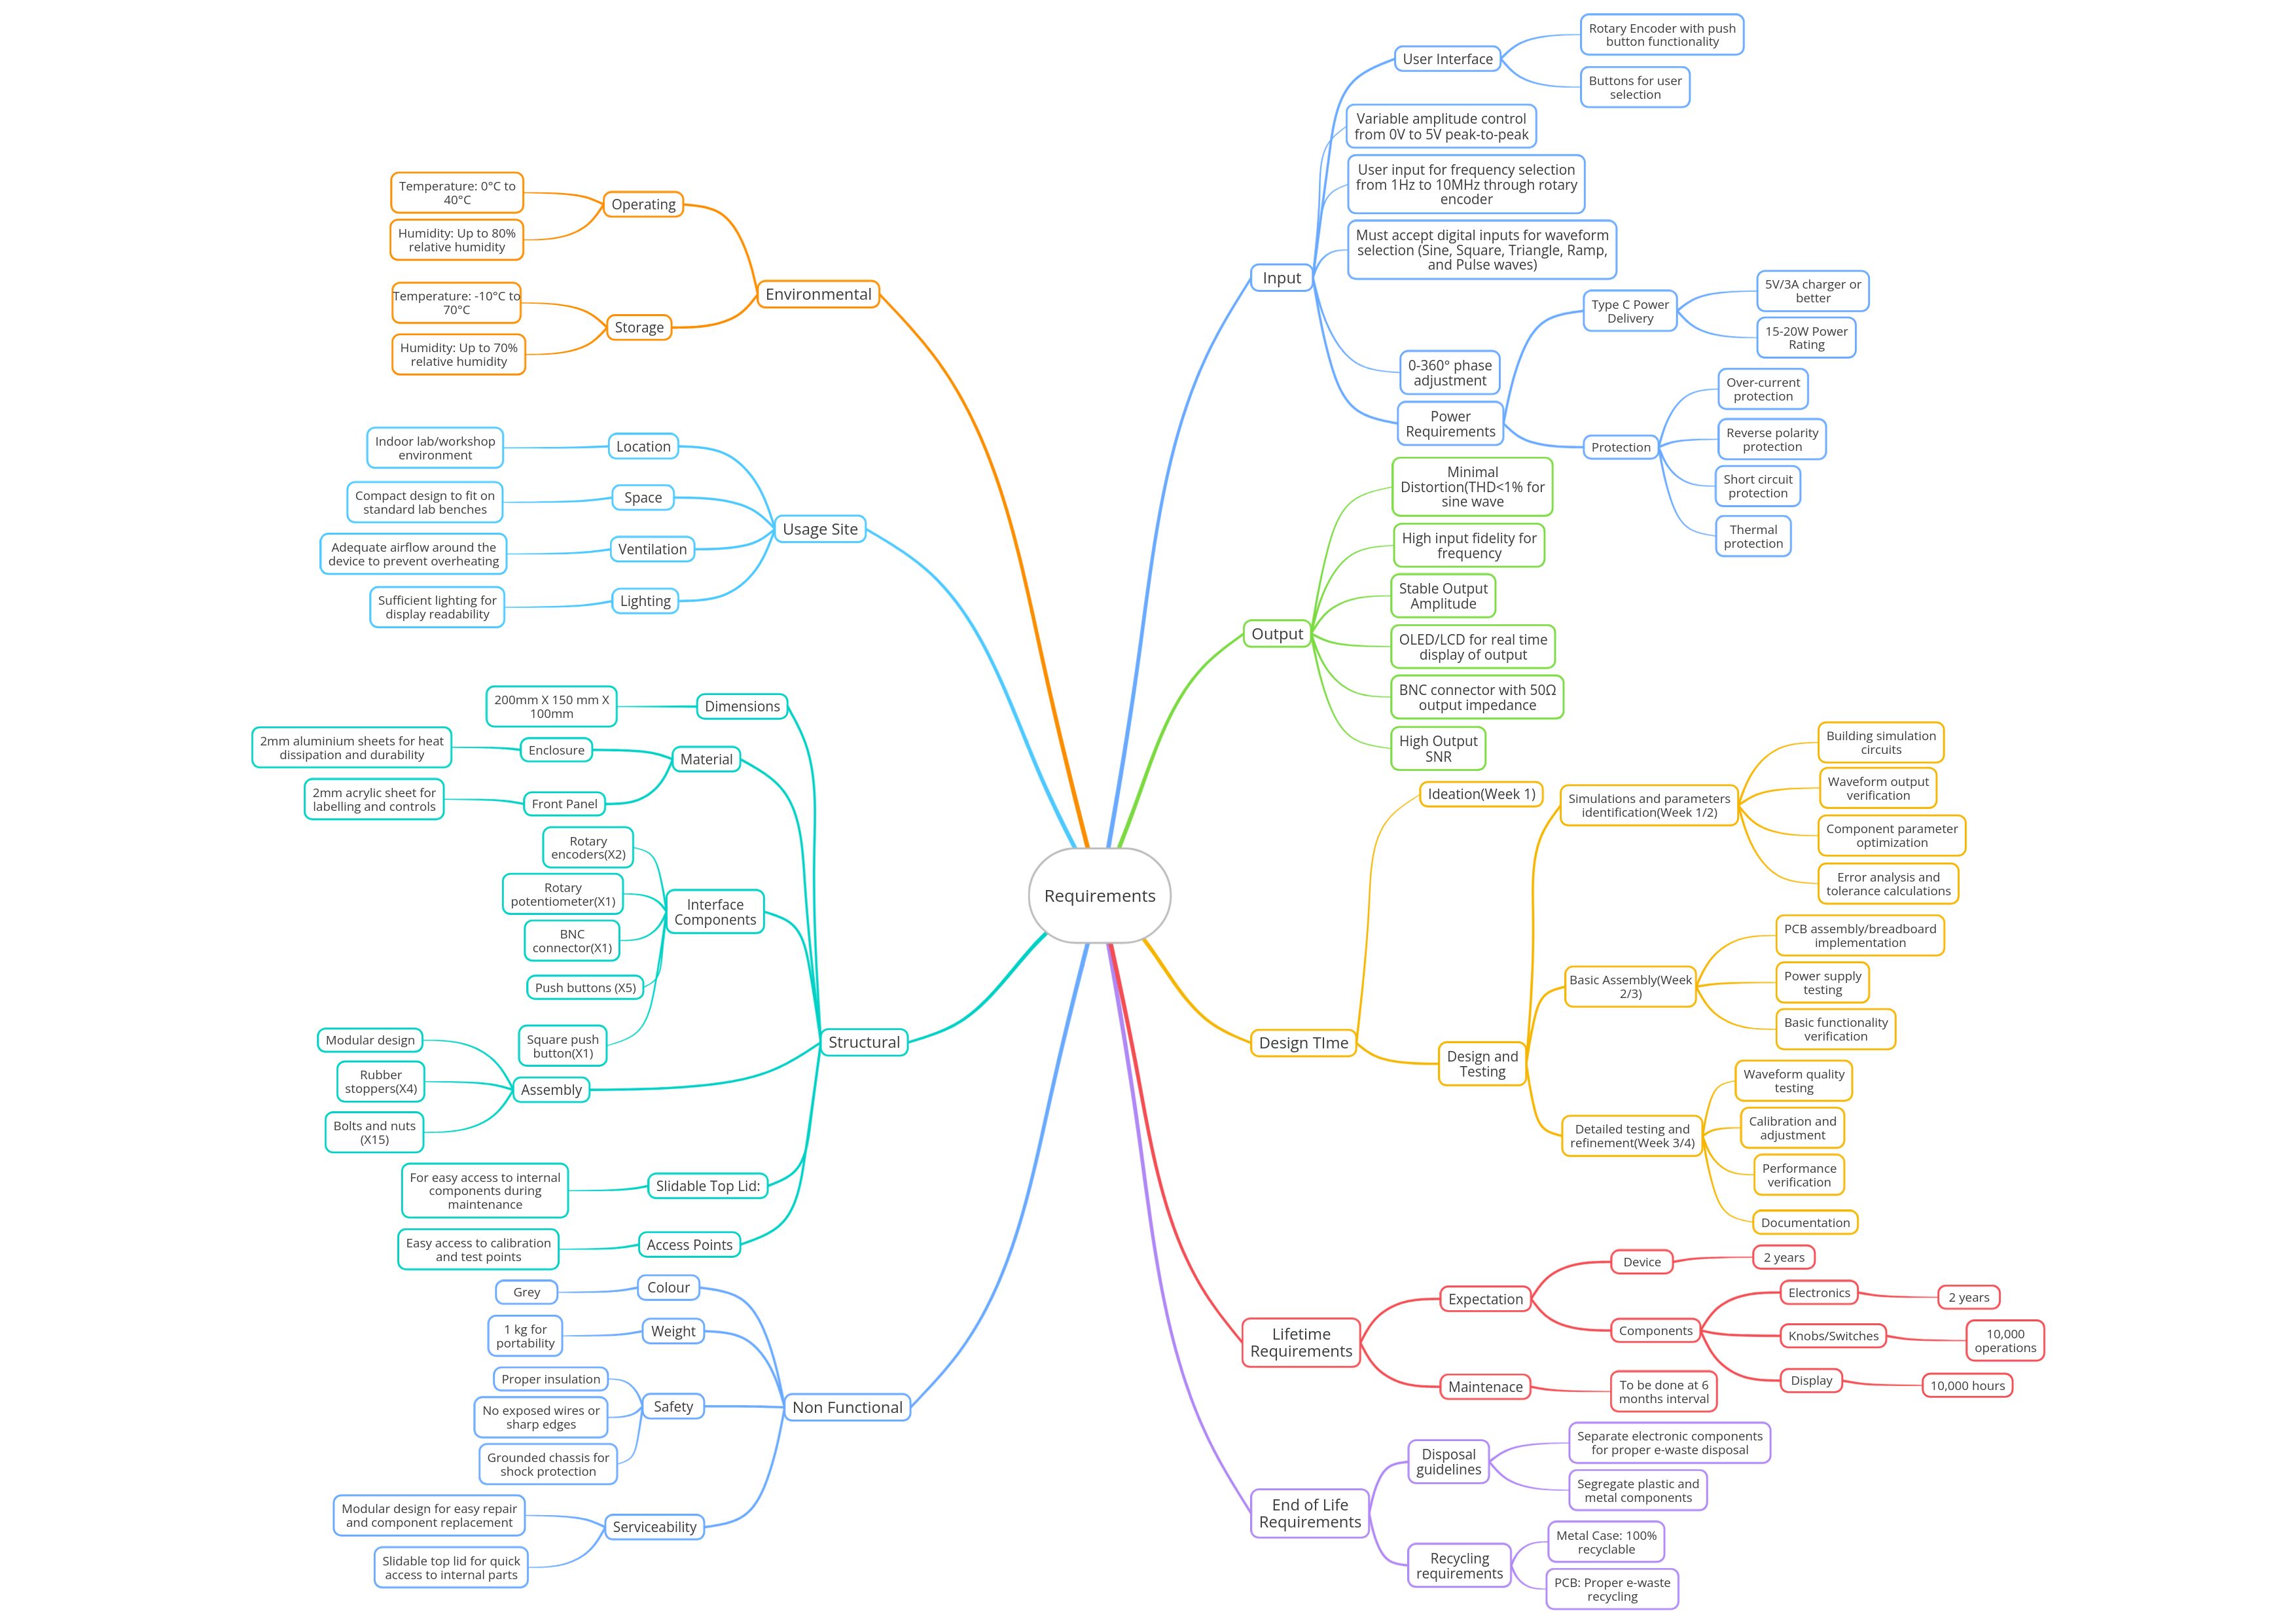 Requirements
Input
User Interface
Rotary Encoder with push
button functionality
Buttons for user
selection
Variable amplitude control
from 0V to 5V peak-to-peak
User input for frequency selection
from 1Hz to 10MHz through rotary
encoder
Must accept digital inputs for waveform
selection (Sine, Square, Triangle, Ramp,
and Pulse waves)
0-360° phase
adjustment
Power
Requirements
Type C Power
Delivery
5V/3A charger or
better
15-20W Power
Rating
Protection
Over-current
protection
Reverse polarity
protection
Short circuit
protection
Thermal
protection
Output
Minimal
Distortion(THD<1% for
sine wave
High input fidelity for
frequency
Stable Output
Amplitude
OLED/LCD for real time
display of output
BNC connector with 50Ω
output impedance
High Output
SNR
Design TIme
Ideation(Week 1)
Design and
Testing
Simulations and parameters
identification(Week 1/2)
Building simulation
circuits
Waveform output
verification
Component parameter
optimization
Error analysis and
tolerance calculations
Basic Assembly(Week
2/3)
PCB assembly/breadboard
implementation
Power supply
testing
Basic functionality
verification
Detailed testing and
refinement(Week 3/4)
Waveform quality
testing
Calibration and
adjustment
Performance
verification
Documentation
Lifetime
Requirements
Expectation
Device
2 years
Components
Electronics
2 years
Knobs/Switches
10,000
operations
Display
10,000 hours
Maintenace
To be done at 6
months interval
End of Life
Requirements
Disposal
guidelines
Separate electronic components
for proper e-waste disposal
Segregate plastic and
metal components
Recycling
requirements
Metal Case: 100%
recyclable
PCB: Proper e-waste
recycling
Environmental
Operating
Temperature: 0°C to
40°C
Humidity: Up to 80%
relative humidity
Storage
Temperature: -10°C to
70°C
Humidity: Up to 70%
relative humidity
Usage Site
Location
Indoor lab/workshop
environment
Space
Compact design to fit on
standard lab benches
Ventilation
Adequate airflow around the
device to prevent overheating
Lighting
Sufficient lighting for
display readability
Structural
Dimensions
200mm X 150 mm X
100mm
Material
Enclosure
2mm aluminium sheets for heat
dissipation and durability
Front Panel
2mm acrylic sheet for
labelling and controls
Interface
Components
Rotary
encoders(X2)
Rotary
potentiometer(X1)
BNC
connector(X1)
Push buttons (X5)
Square push
button(X1)
Assembly
Modular design
Rubber
stoppers(X4)
Bolts and nuts
(X15)
Slidable Top Lid:
For easy access to internal
components during
maintenance
Access Points
Easy access to calibration
and test points
Non Functional
Colour
Grey
Weight
1 kg for
portability
Safety
Proper insulation
No exposed wires or
sharp edges
Grounded chassis for
shock protection
Serviceability
Modular design for easy repair
and component replacement
Slidable top lid for quick
access to internal parts